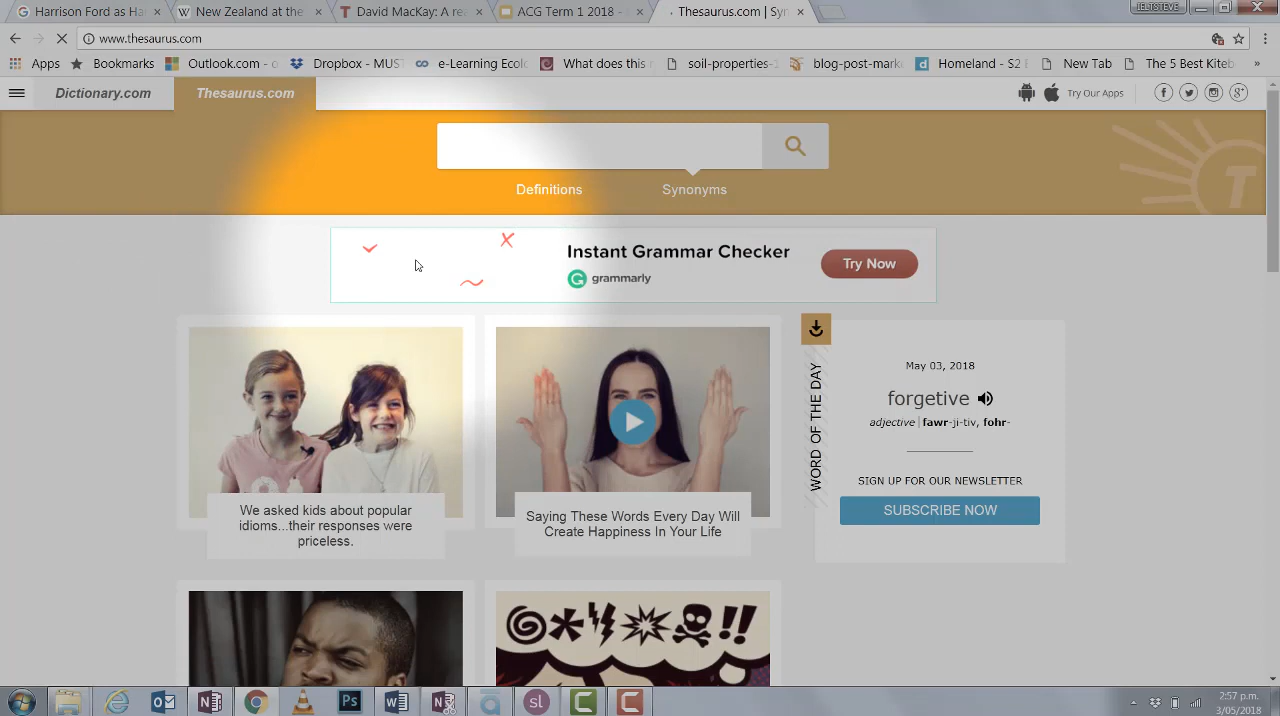 Harrison Ford as Ha
New Zealand at the
David MacKay: A re
ACG Term 1 2018 -
Thesaurus.com | Sy
www.thesaurus.com
Apps
Bookmarks
Outlook.com -
Dropbox - MUS
e-Learning Ecol
What does this
soil-properties-
blog-post-mark
Homeland - S2 E
New Tab
The 5 Best Kiteb
»
Dictionary.com
Thesaurus.com
Try Our Apps
Definitions
Synonyms
T
Instant Grammar Checker
grammarly
Try Now
We asked kids about popular
idioms...their responses were
priceless.
Saying These Words Every Day Will
Create Happiness In Your Life
WORD OF THE DAY
May 03, 2018
forgetive
adjective | fawr-ji-tiv, fohr-
SIGN UP FOR OUR NEWSLETTER
SUBSCRIBE NOW
!!
2:57 p.m.
3/05/2018